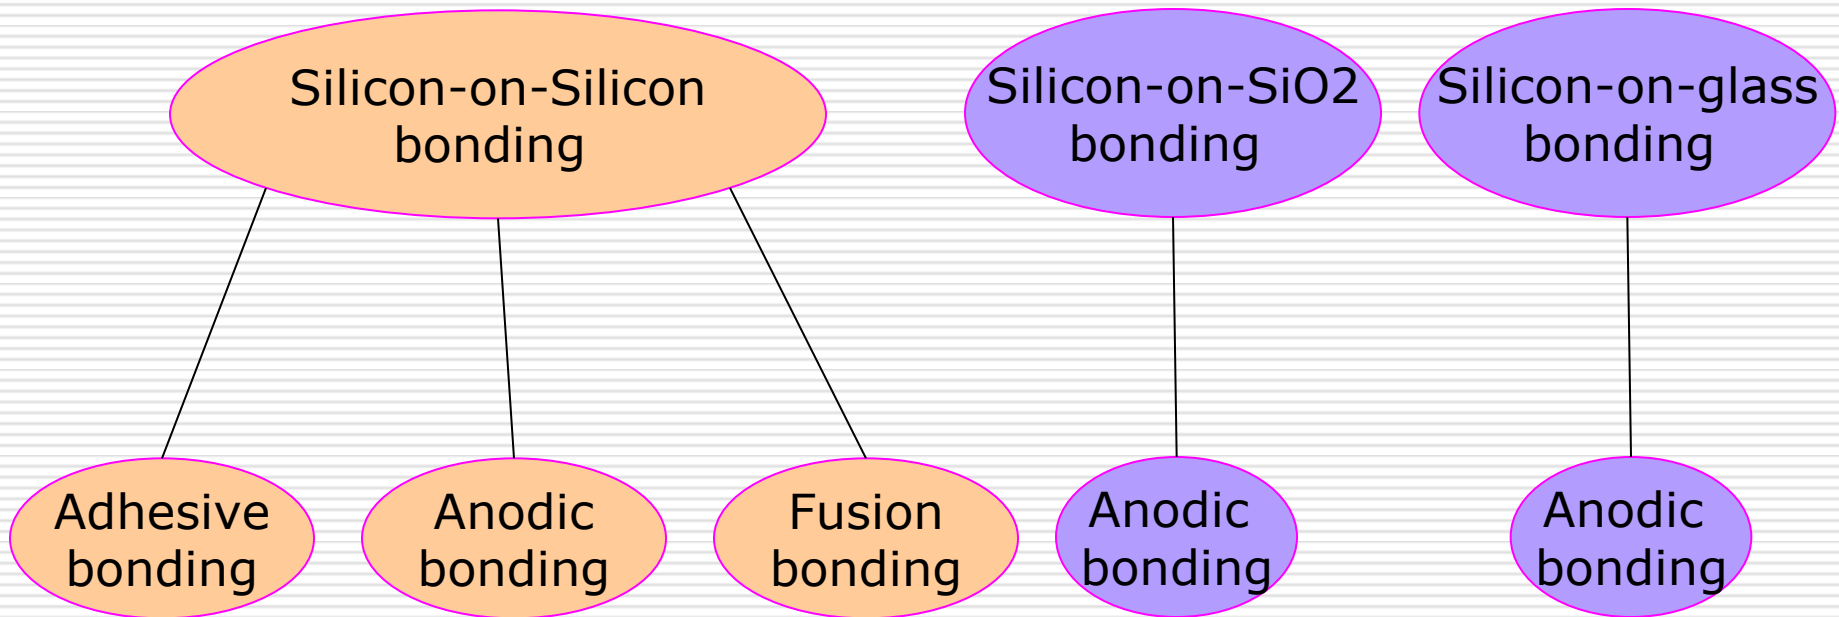 Silicon-on-Silicon
bonding
Silicon-on-SiO2
bonding
Silicon-on-glass
bonding
Adhesive
bonding
Anodic
bonding
Fusion
bonding
Anodic
bonding
Anodic
bonding